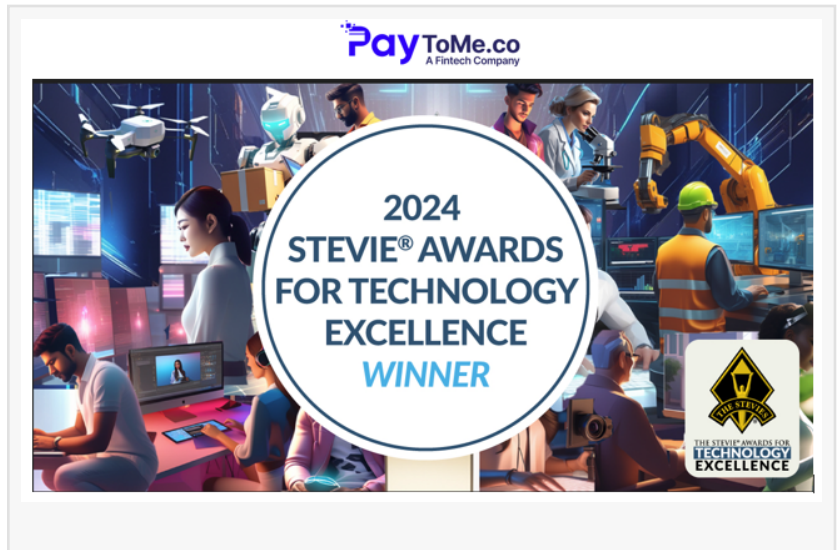 PayToMe.co
A Fintech Company
2024
STEVIE® AWARDS
FOR TECHNOLOGY
EXCELLENCE
WINNER
THE STEVIES
®
THE STEVIE® AWARDS FOR
TECHNOLOGY
EXCELLENCE